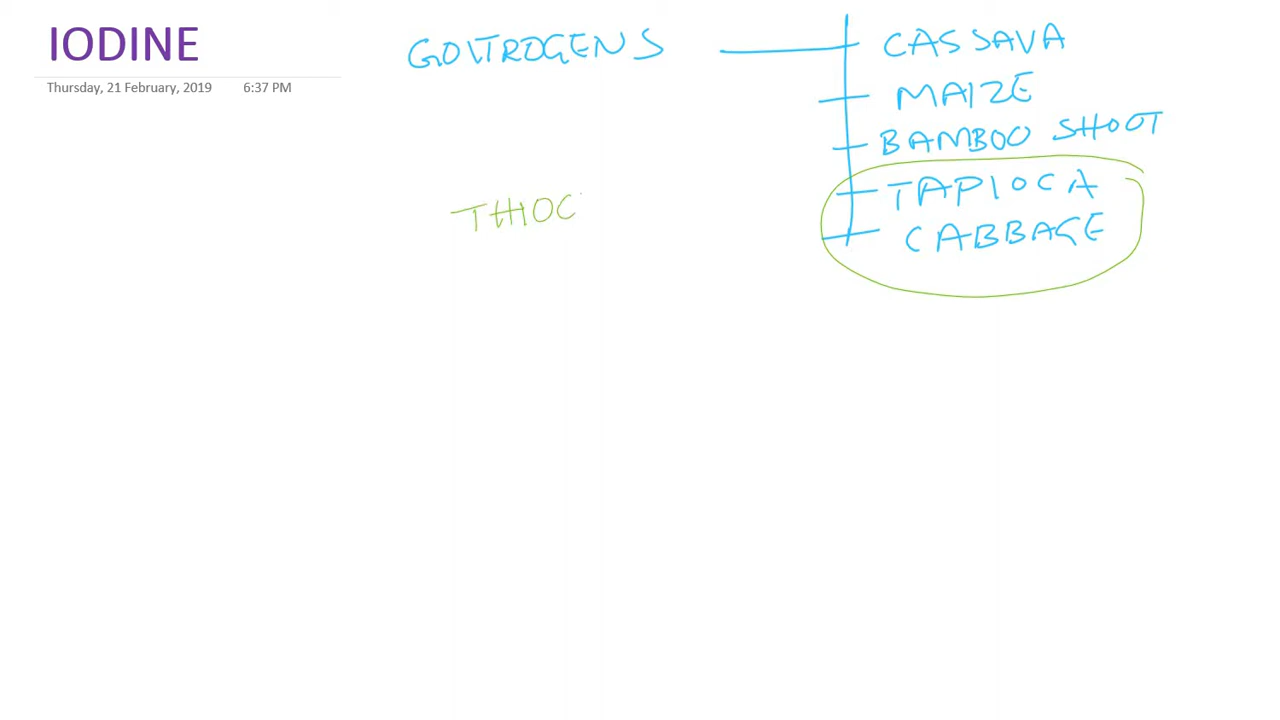 IODINE
Thursday, 21 February, 2019 6:37 PM
GOITROGENS
CASSAVA
MAIZE
BAMBOO SHOOT
TAPIOCA
CABBAGE
THIOC